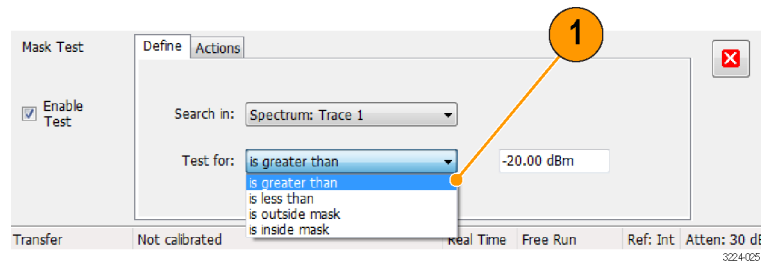 1
Mask Test
Define
Actions
Enable
Test
Search in:
Spectrum: Trace 1
Test for:
is greater than
-20.00 dBm
is greater than
is less than
is outside mask
is inside mask
Transfer
Not calibrated
Real Time
Free Run
Ref: Int
Atten: 30 dB
3224-025